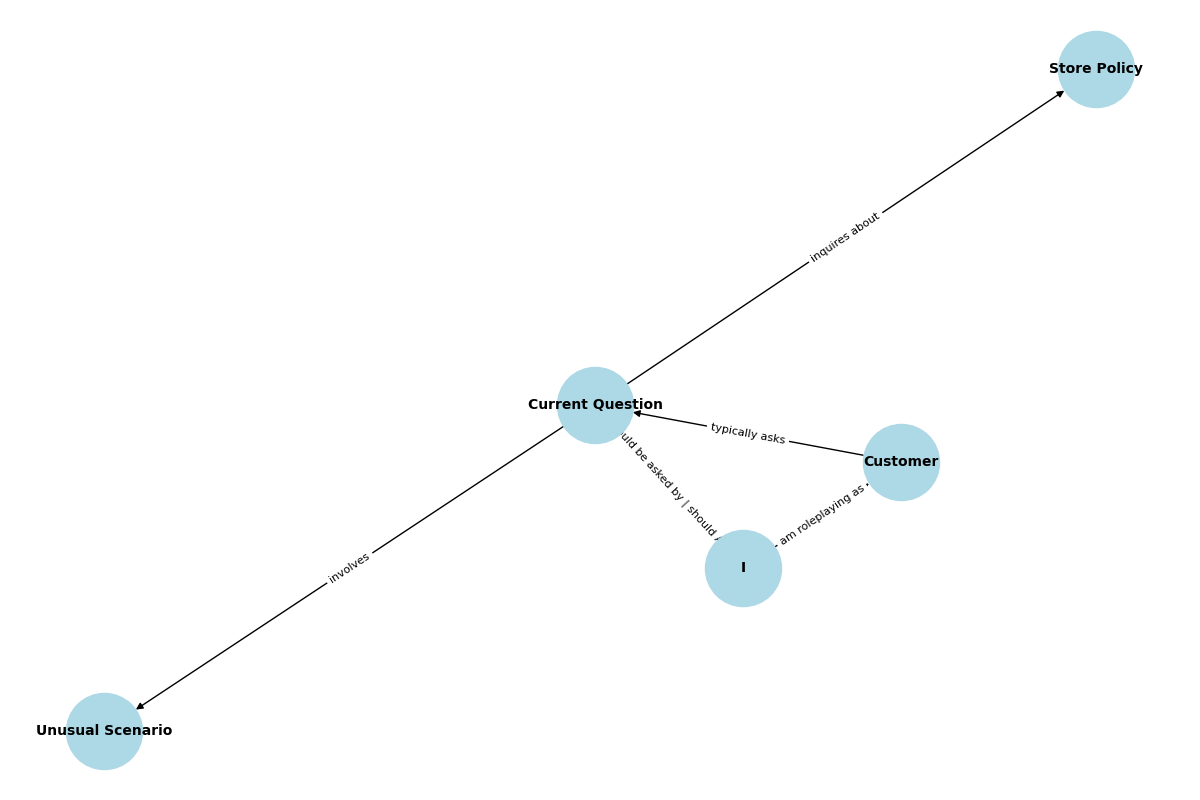 Store Policy
inquires about
Current Question
typically asks
Customer
be asked by | should
am roleplaying as
I
involves
Unusual Scenario